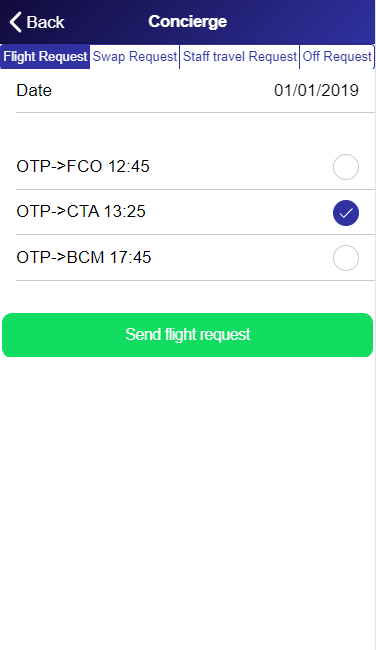 Back
Concierge
Flight Request Swap Request Staff travel Request Off Request
Date 01/01/2019
OTP->FCO 12:45
OTP->CTA 13:25
OTP->BCM 17:45
Send flight request